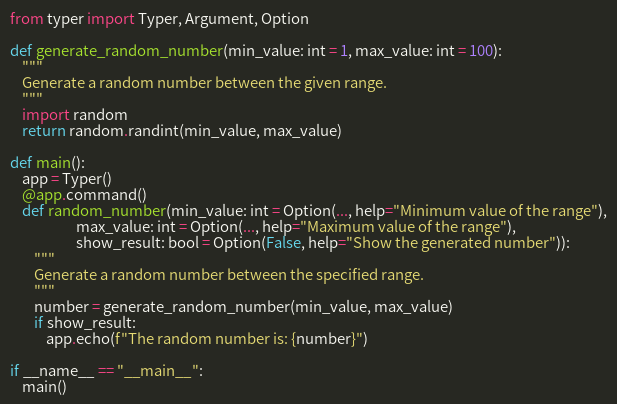 from typer import Typer, Argument, Option

def generate_random_number(min_value: int = 1, max_value: int = 100):
    """
    Generate a random number between the given range.
    """
    import random
    return random.randint(min_value, max_value)

def main():
    app = Typer()
    @app.command()
    def random_number(min_value: int = Option(..., help="Minimum value of the range"),
                      max_value: int = Option(..., help="Maximum value of the range"),
                      show_result: bool = Option(False, help="Show the generated number")):
        """
        Generate a random number between the specified range.
        """
        number = generate_random_number(min_value, max_value)
        if show_result:
            app.echo(f"The random number is: {number}")

if __name__ == "__main__":
    main()